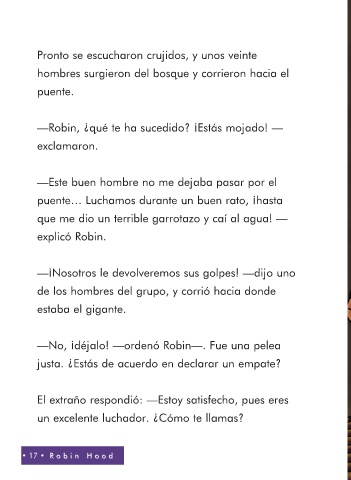 Pronto se escucharon crujidos, y unos veinte
hombres surgieron del bosque y corrieron hacia el
puente.
—Robin, ¿qué te ha sucedido? ¡Estás mojado! —
exclamaron.
—Este buen hombre no me dejaba pasar por el
puente... Luchamos durante un buen rato, ¡hasta
que me dio un terrible garrotazo y caí al agua! —
explicó Robin.
—¡Nosotros le devolveremos sus golpes! —dijo uno
de los hombres del grupo, y corrió hacia donde
estaba el gigante.
—No, ¡déjalo! —ordenó Robin—. Fue una pelea
justa. ¿Estás de acuerdo en declarar un empate?
El extraño respondió: —Estoy satisfecho, pues eres
un excelente luchador. ¿Cómo te llamas?
• 17 • Robin Hood